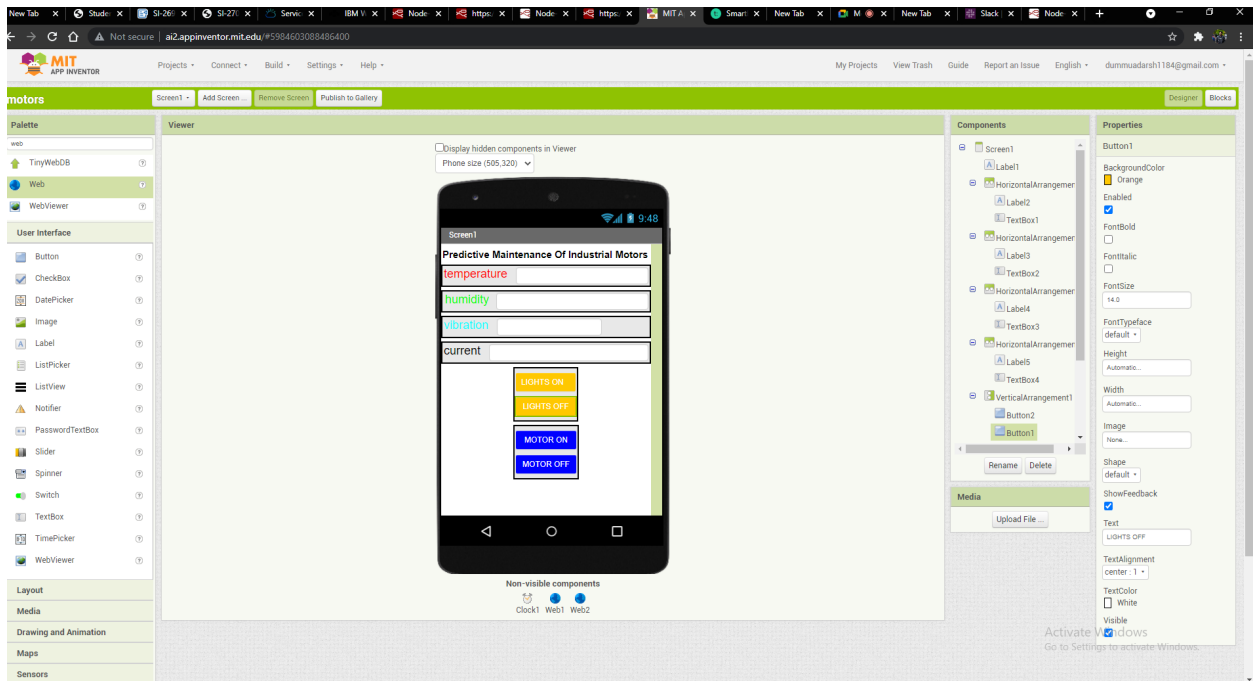 New Tab Stude SI-269 SI-270 Servic IBM W Node- https: Node https: MIT A Smart New Tab M New Tab Slack Node
Not secure ai2.appinventor.mit.edu/#5984603088486400
MIT
APP INVENTOR
Projects Connect Build Settings Help My Projects View Trash Guide Report an Issue English dummuadarsh1184@gmail.com
motors Screen1 Add Screen ... Remove Screen Publish to Gallery Designer Blocks
Palette
web
TinyWebDB
Web
WebViewer
User Interface
Button
CheckBox
DatePicker
Image
Label
ListPicker
ListView
Notifier
PasswordTextBox
Slider
Spinner
Switch
TextBox
TimePicker
WebViewer
Layout
Media
Drawing and Animation
Maps
Sensors
Viewer
Display hidden components in Viewer
Phone size (505,320)
9:48
Screen1
Predictive Maintenance Of Industrial Motors
temperature
humidity
vibration
current
LIGHTS ON
LIGHTS OFF
MOTOR ON
MOTOR OFF
Non-visible components
Clock1 Web1 Web2
Components
Screen1
Label1
HorizontalArrangemer
Label2
TextBox1
HorizontalArrangemer
Label3
TextBox2
HorizontalArrangemer
Label4
TextBox3
HorizontalArrangemer
Label5
TextBox4
VerticalArrangement1
Button2
Button1
Rename Delete
Media
Upload File ...
Properties
Button1
BackgroundColor
Orange
Enabled
FontBold
FontItalic
FontSize
14.0
FontTypeface
default
Height
Automatic...
Width
Automatic...
Image
None...
Shape
default
ShowFeedback
Text
LIGHTS OFF
TextAlignment
center : 1
TextColor
White
Visible
Activate Windows
Go to Settings to activate Windows.